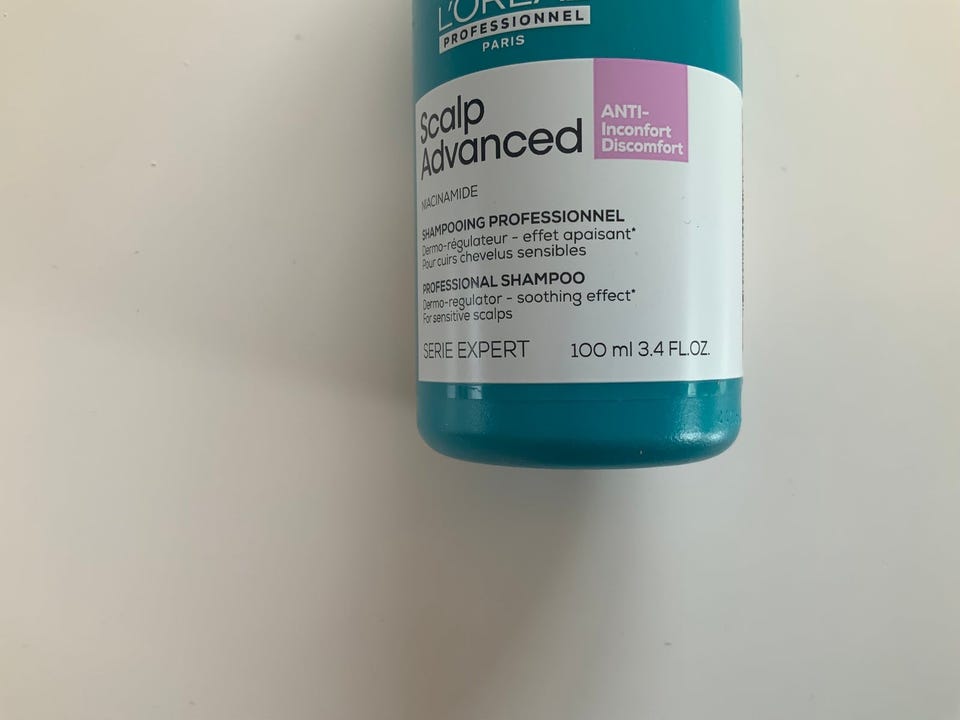 L'ORÉAL
PROFESSIONNEL
PARIS
Scalp
Advanced
ANTI-
Inconfort
Discomfort
NIACINAMIDE
SHAMPOOING PROFESSIONNEL
Dermo-régulateur - effet apaisant*
Pour cuirs chevelus sensibles
PROFESSIONAL SHAMPOO
Dermo-regulator - soothing effect*
For sensitive scalps
SERIE EXPERT 100 ml 3.4 FL.OZ.